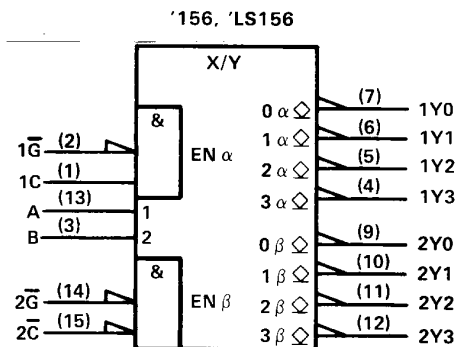 '156, 'LS156
X/Y
&
EN α
1G̅ (2)
1C (1)
A (13) 1
B (3) 2
&
EN β
2G̅ (14)
2C̅ (15)
0 α (7) 1Y0
1 α (6) 1Y1
2 α (5) 1Y2
3 α (4) 1Y3
0 β (9) 2Y0
1 β (10) 2Y1
2 β (11) 2Y2
3 β (12) 2Y3